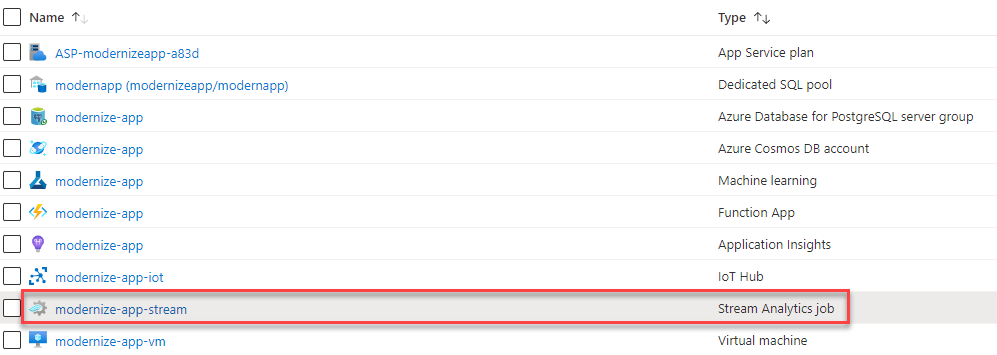 Name ↑↓ Type ↑↓
ASP-modernizeapp-a83d App Service plan
modernapp (modernizeapp/modernapp) Dedicated SQL pool
modernize-app Azure Database for PostgreSQL server group
modernize-app Azure Cosmos DB account
modernize-app Machine learning
modernize-app Function App
modernize-app Application Insights
modernize-app-iot IoT Hub
modernize-app-stream Stream Analytics job
modernize-app-vm Virtual machine